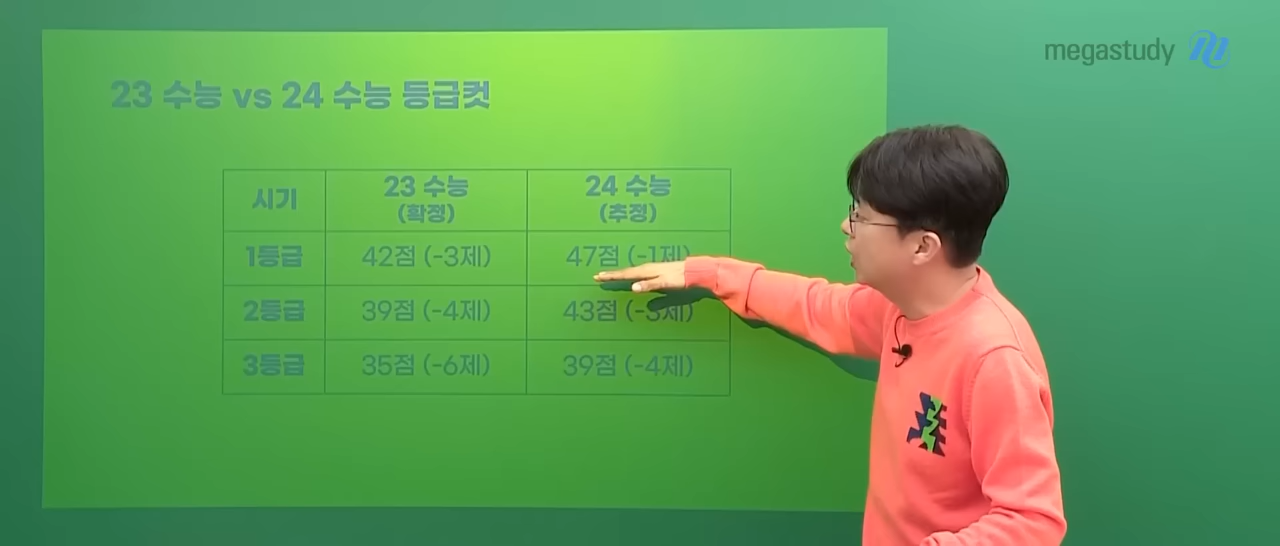 megastudy
23 수능 vs 24 수능 등급컷
시기 23 수능 24 수능
(확정) (추정)
1등급 42점 (-3제) 47점 (-1제)
2등급 39점 (-4제) 43점 (-3제)
3등급 35점 (-6제) 39점 (-4제)